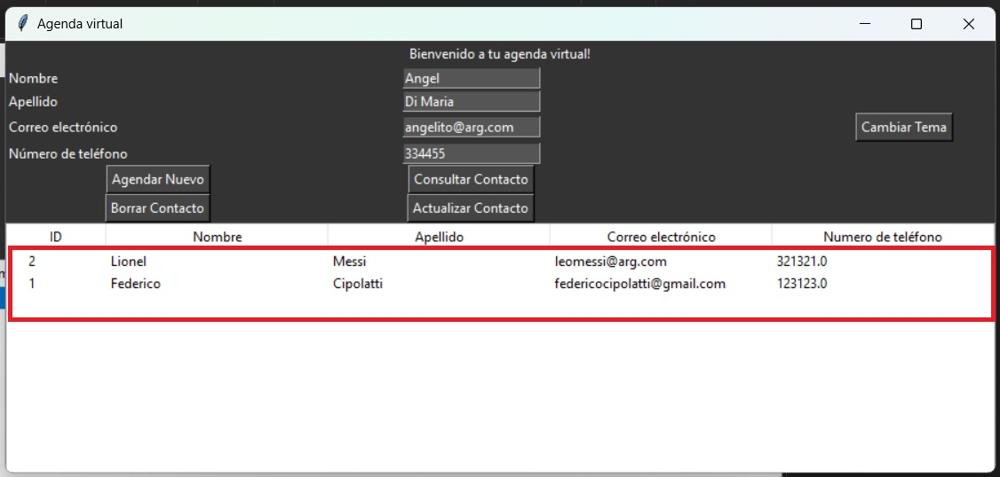 Agenda virtual
Bienvenido a tu agenda virtual!
Nombre Angel
Apellido Di Maria
Correo electrónico angelito@arg.com Cambiar Tema
Número de teléfono 334455
Agendar Nuevo Consultar Contacto
Borrar Contacto Actualizar Contacto
ID Nombre Apellido Correo electrónico Numero de teléfono
2 Lionel Messi leomessi@arg.com 321321.0
1 Federico Cipolatti federicocipolatti@gmail.com 123123.0